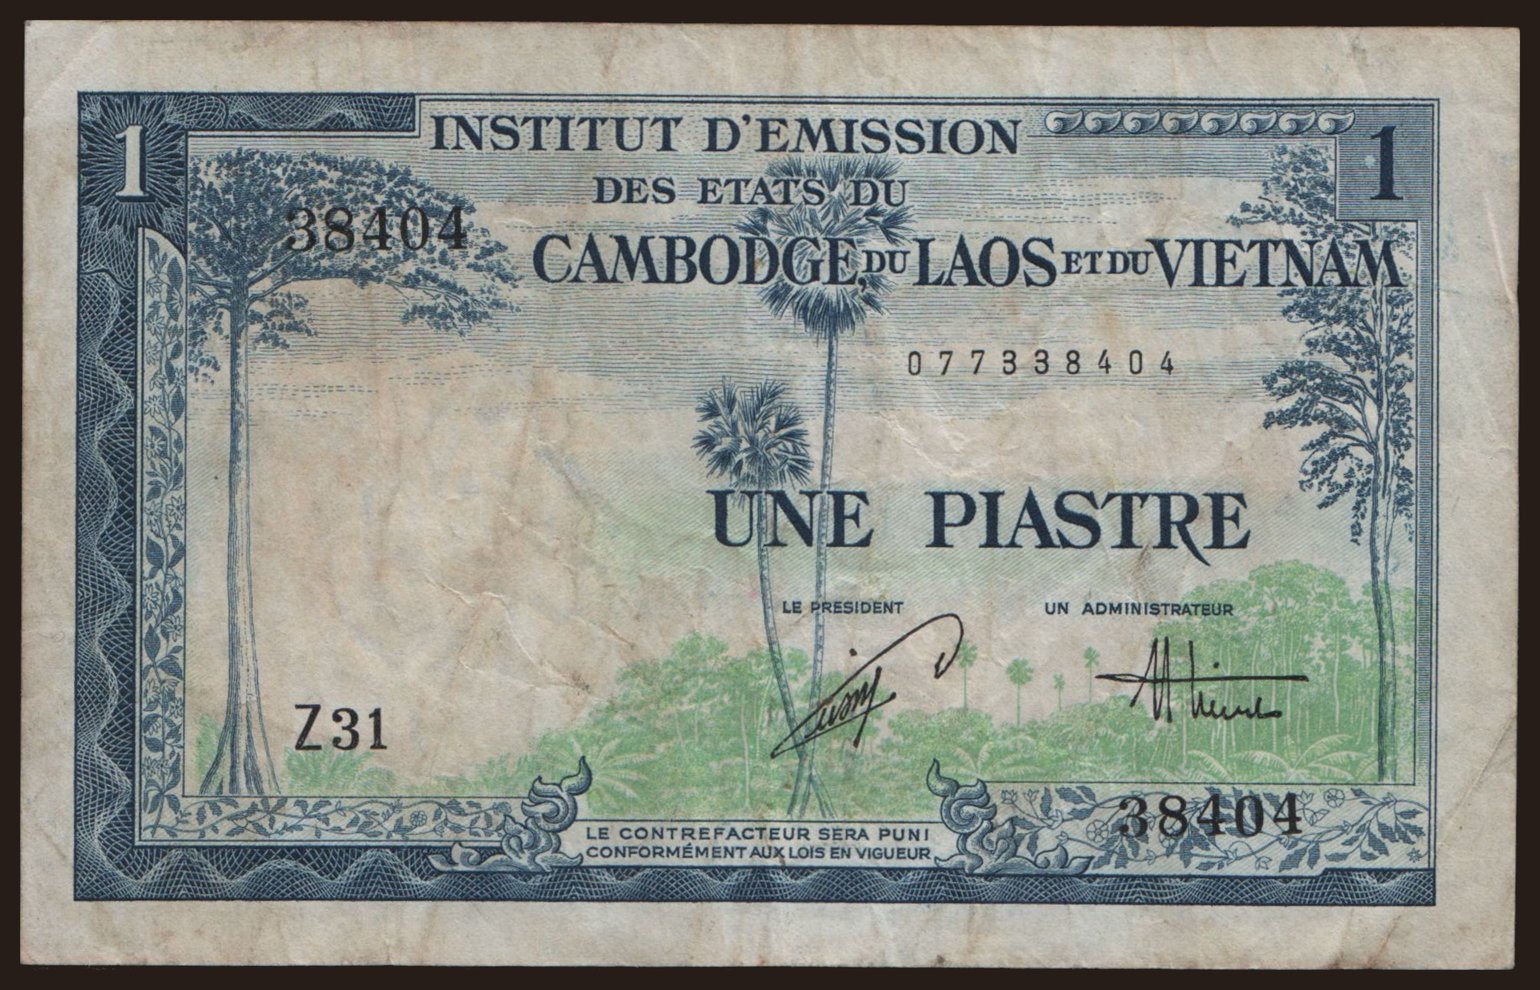 1
INSTITUT D'EMISSION
1
DES ETATS DU
38404
CAMBODGE, DU LAOS ET DU VIETNAM
077338404
UNE PIASTRE
LE PRESIDENT
UN ADMINISTRATEUR
Z31
38404
LE CONTREFACTEUR SERA PUNI
CONFORMÉMENT AUX LOIS EN VIGUEUR